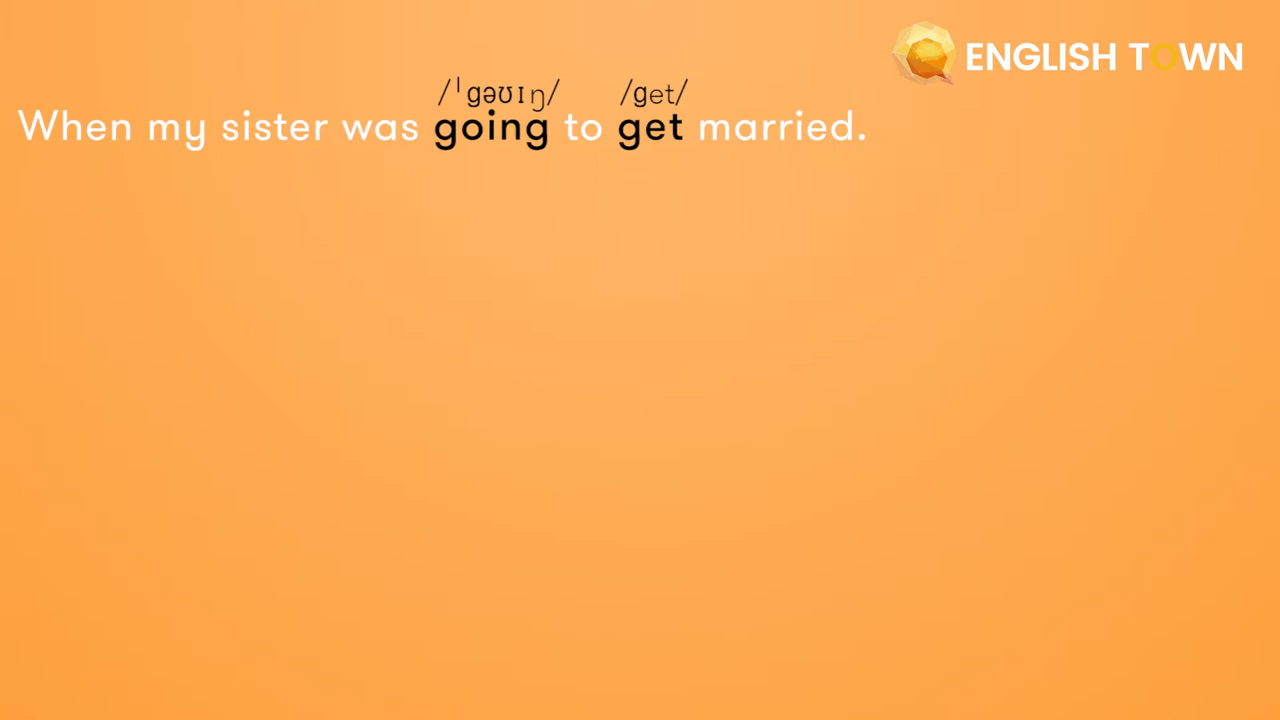 ENGLISH TOWN
/ˈɡəʊɪŋ/ /ɡet/
When my sister was going to get married.